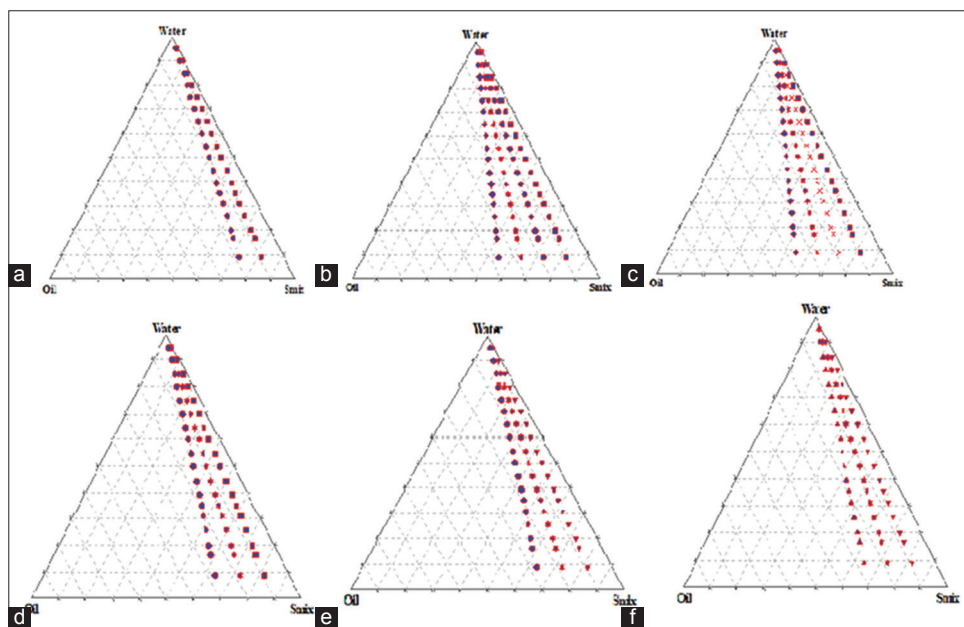 Water
Water
Water
a
Oil
Smix
b
Oil
Smix
c
Oil
Smix
Water
Water
Water
d
Oil
Smix
e
Oil
Smix
f
Oil
Smix